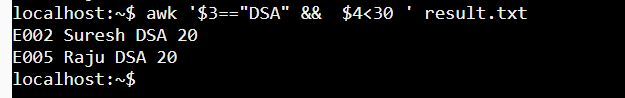 localhost:~$ awk '$3=="DSA" &&  $4<30 ' result.txt
E002 Suresh DSA 20
E005 Raju DSA 20
localhost:~$